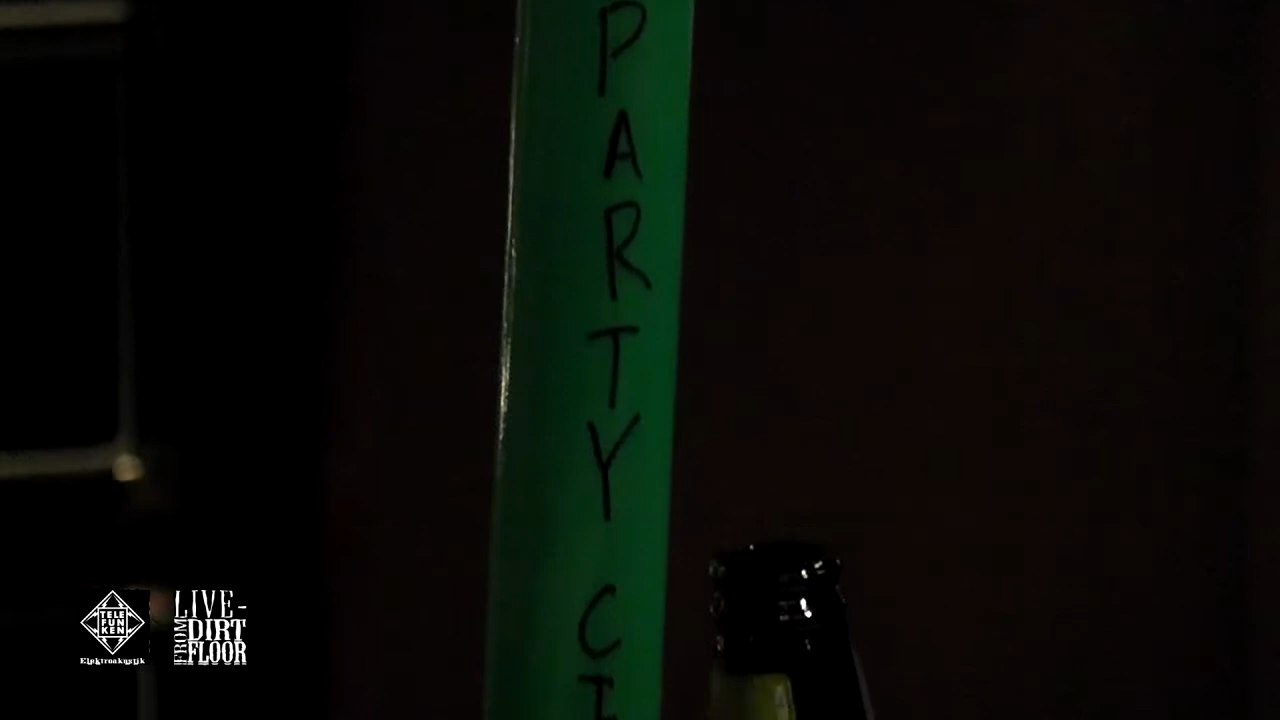 PARTY
C
TELE
FUN
KEN
Elektroakustik
LIVE-
FROM
DIRT
FLOOR